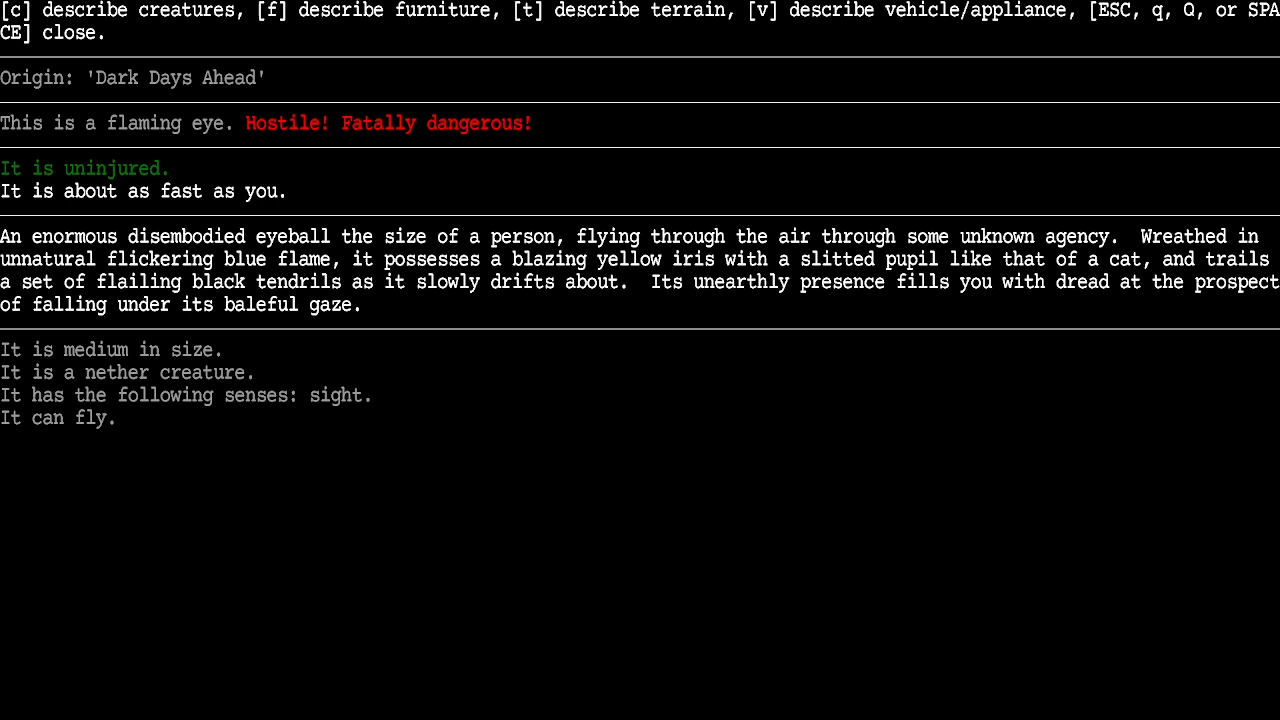 [c] describe creatures, [f] describe furniture, [t] describe terrain, [v] describe vehicle/appliance, [ESC, q, Q, or SPA
CE] close.
Origin: 'Dark Days Ahead'
This is a flaming eye. Hostile! Fatally dangerous!
It is uninjured.
It is about as fast as you.
An enormous disembodied eyeball the size of a person, flying through the air through some unknown agency.  Wreathed in
unnatural flickering blue flame, it possesses a blazing yellow iris with a slitted pupil like that of a cat, and trails
a set of flailing black tendrils as it slowly drifts about.  Its unearthly presence fills you with dread at the prospect
of falling under its baleful gaze.
It is medium in size.
It is a nether creature.
It has the following senses: sight.
It can fly.